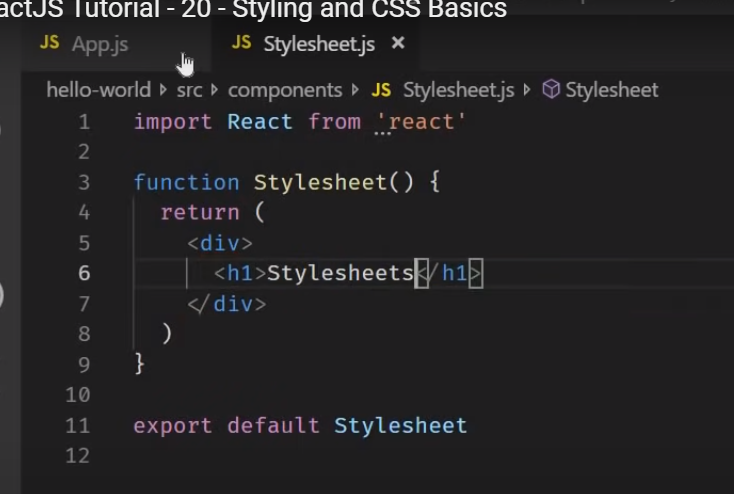 actJS Tutorial - 20 - Styling and CSS Basics
JS App.js JS Stylesheet.js ×
hello-world src components JS Stylesheet.js Stylesheet
1 import React from 'react'
2
3 function Stylesheet() {
4 return (
5 <div>
6 <h1>Stylesheets</h1>
7 </div>
8 )
9 }
10
11 export default Stylesheet
12